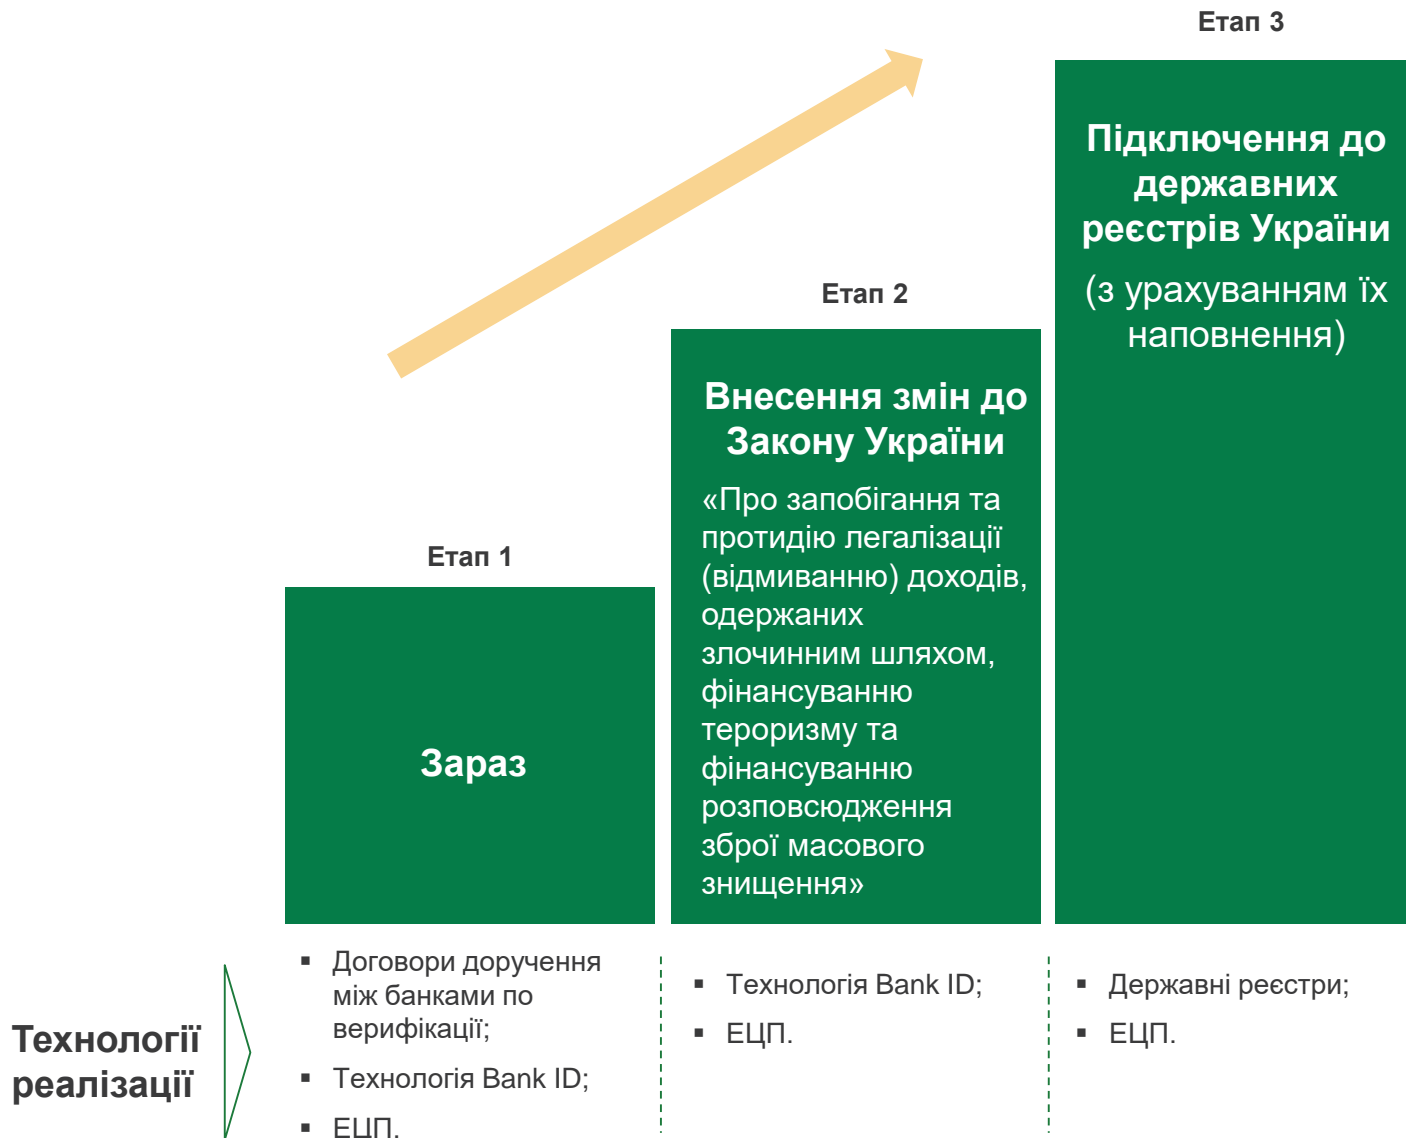 Етап 3
Підключення до
державних
реєстрів України
(з урахуванням їх
наповнення)
Етап 2
Внесення змін до
Закону України
«Про запобігання та
протидію легалізації
(відмиванню) доходів,
одержаних
злочинним шляхом,
фінансуванню
тероризму та
фінансуванню
розповсюдження
зброї масового
знищення»
Етап 1
Зараз
Технології
реалізації
▪ Договори доручення
між банками по
верифікації;
▪ Технологія Bank ID;
▪ ЕЦП.
▪ Технологія Bank ID;
▪ ЕЦП.
▪ Державні реєстри;
▪ ЕЦП.